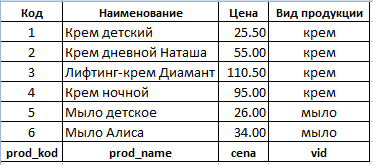 Код Наименование Цена Вид продукции
1 Крем детский 25.50 крем
2 Крем дневной Наташа 55.00 крем
3 Лифтинг-крем Диамант 110.50 крем
4 Крем ночной 95.00 крем
5 Мыло детское 26.00 мыло
6 Мыло Алиса 34.00 мыло
prod_kod prod_name cena vid